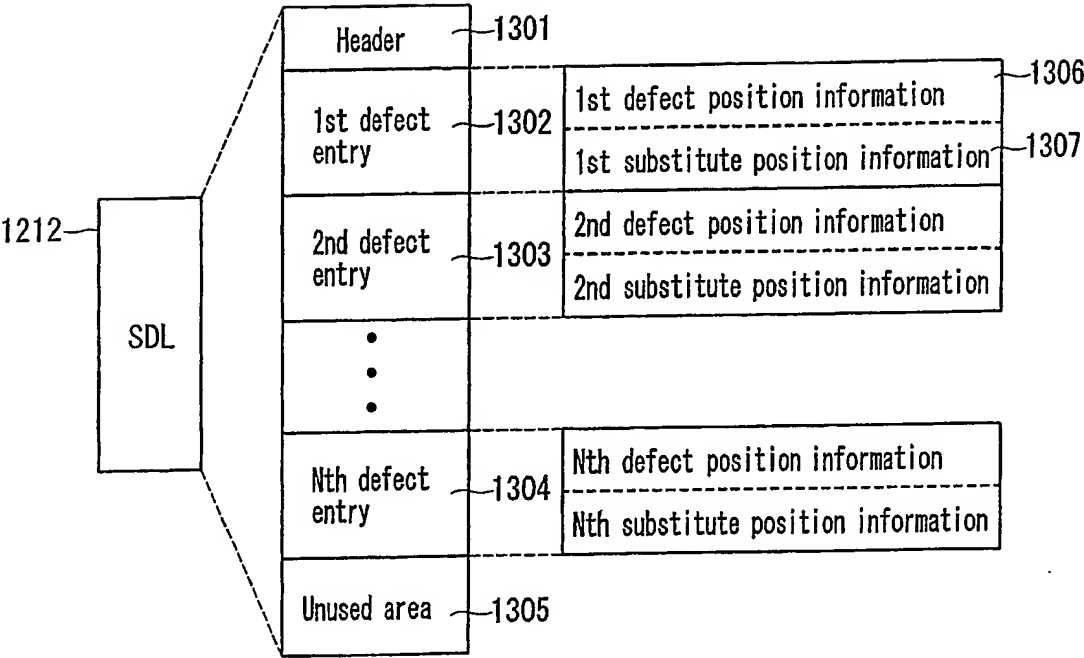 Header
1301
1306
1st defect position information
1st defect
entry
1302
1st substitute position information
1307
1212
2nd defect
entry
1303
2nd defect position information
2nd substitute position information
SDL
Nth defect
entry
1304
Nth defect position information
Nth substitute position information
Unused area
1305